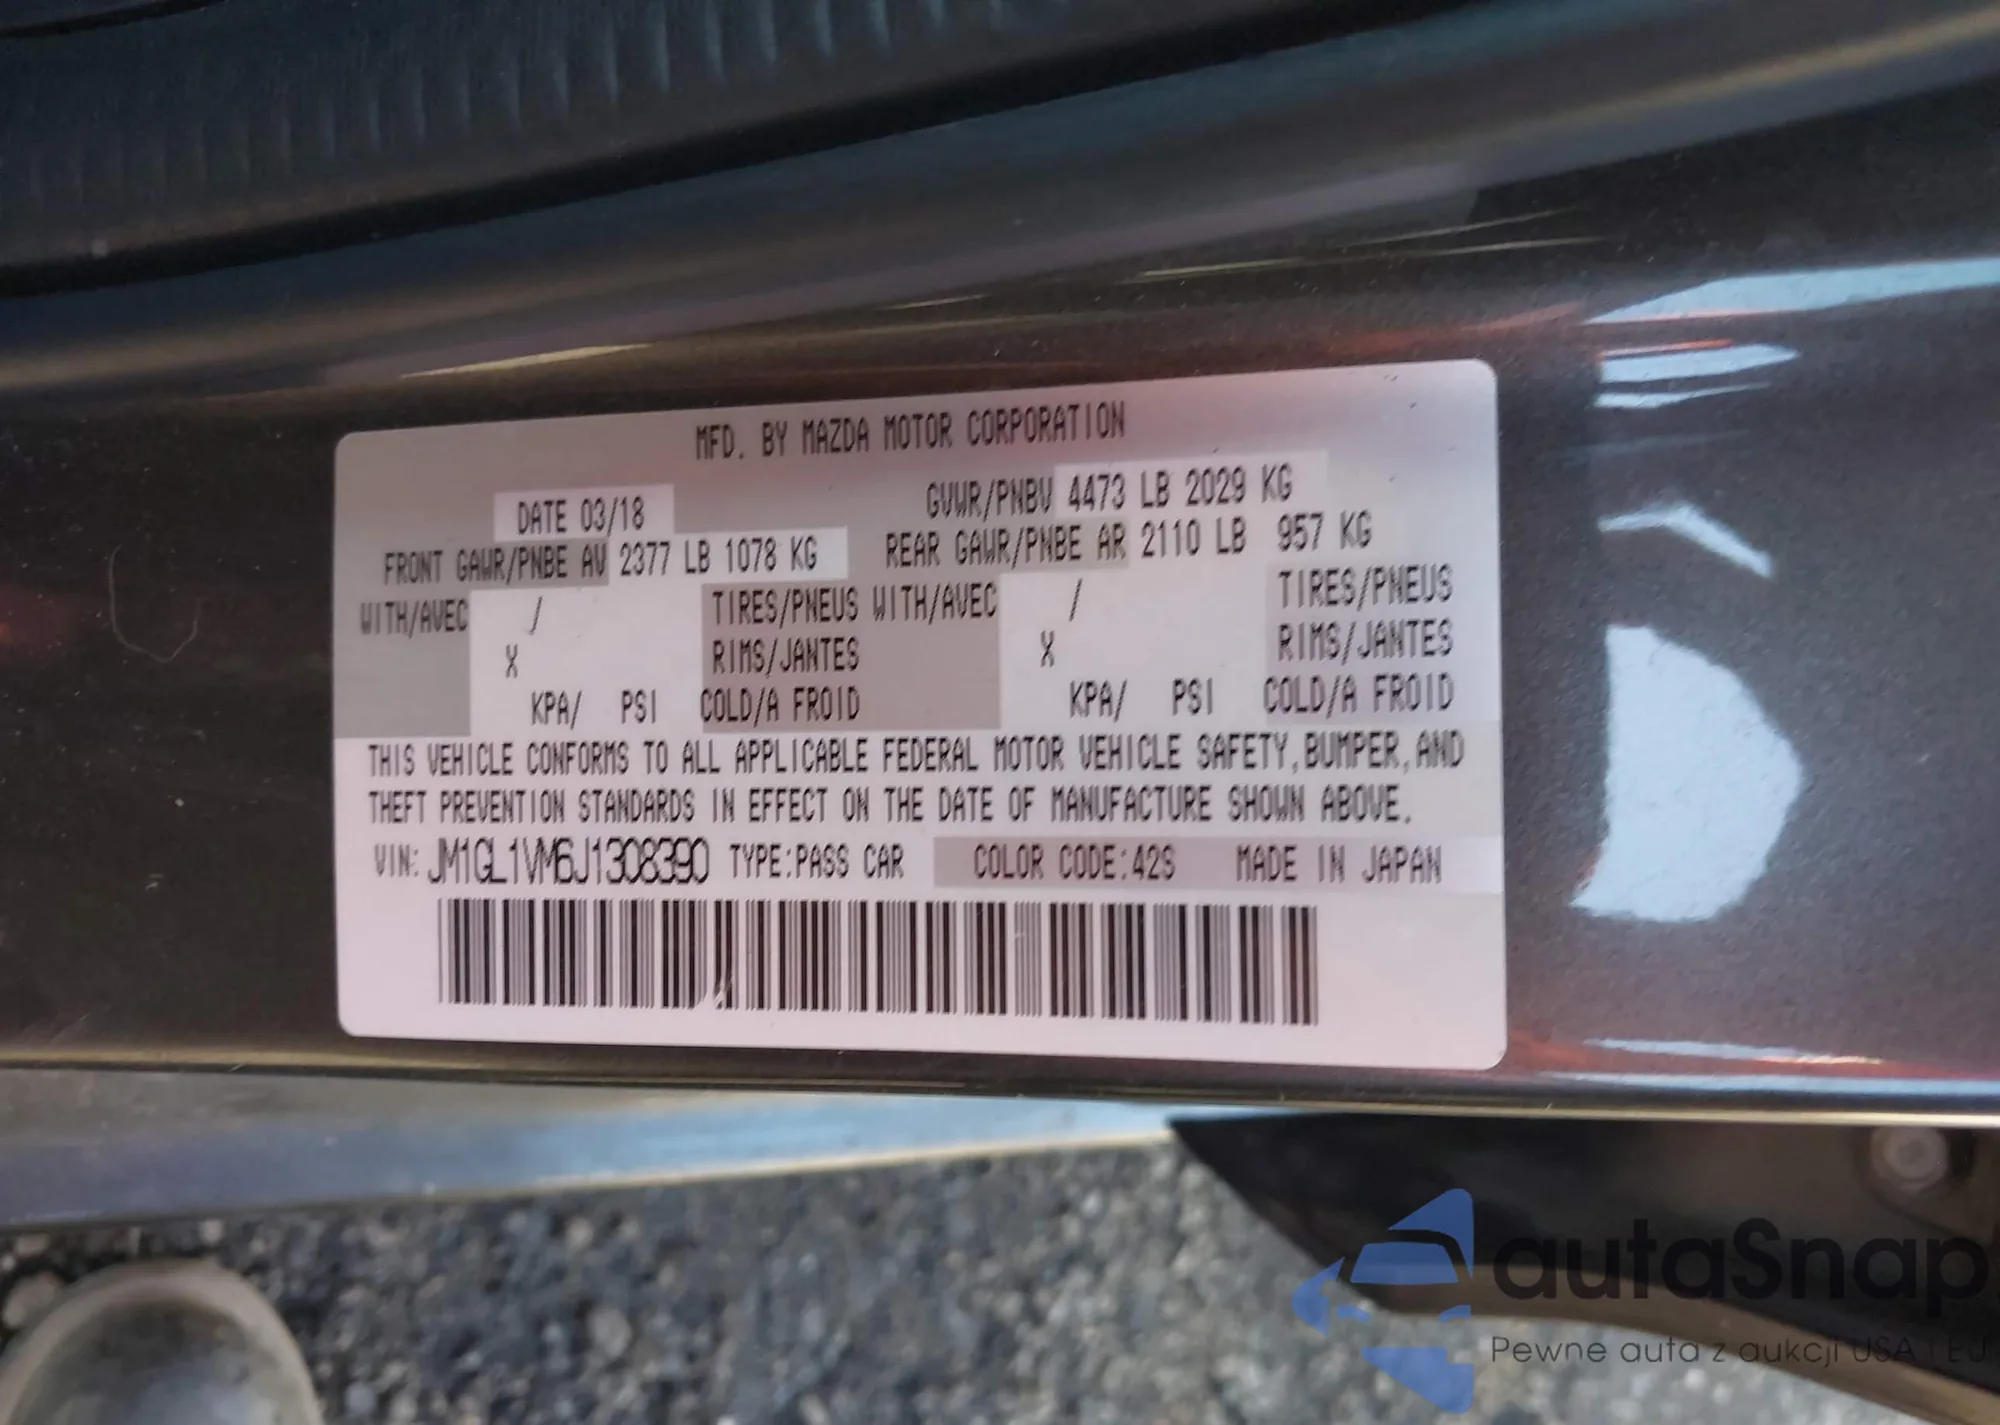 MFD. BY MAZDA MOTOR CORPORATION
DATE 03/18 GVWR/PNBV 4473 LB 2029 KG
FRONT GAWR/PNBE AV 2377 LB 1078 KG REAR GAWR/PNBE AR 2110 LB 957 KG
WITH/AVEC / TIRES/PNEUS WITH/AVEC / TIRES/PNEUS
X RIMS/JANTES X RIMS/JANTES
KPA/ PSI COLD/A FROID KPA/ PSI COLD/A FROID
THIS VEHICLE CONFORMS TO ALL APPLICABLE FEDERAL MOTOR VEHICLE SAFETY, BUMPER, AND
THEFT PREVENTION STANDARDS IN EFFECT ON THE DATE OF MANUFACTURE SHOWN ABOVE.
VIN: JM1GL1VM6J1308390 TYPE:PASS CAR COLOR CODE:42S MADE IN JAPAN
autaSnap.
Pewne auta z aukcji USA i EU